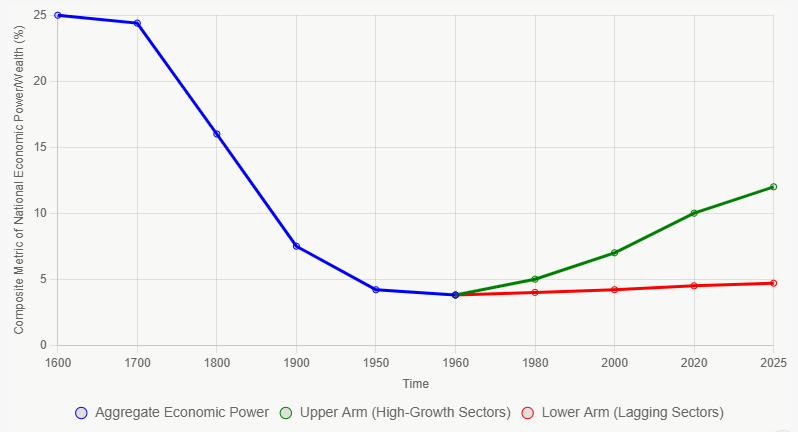 Composite Metric of National Economic Power/Wealth (%)
25
20
15
10
5
0
1600 1700 1800 1900 1950 1960 1980 2000 2020 2025
Time
Aggregate Economic Power Upper Arm (High-Growth Sectors) Lower Arm (Lagging Sectors)